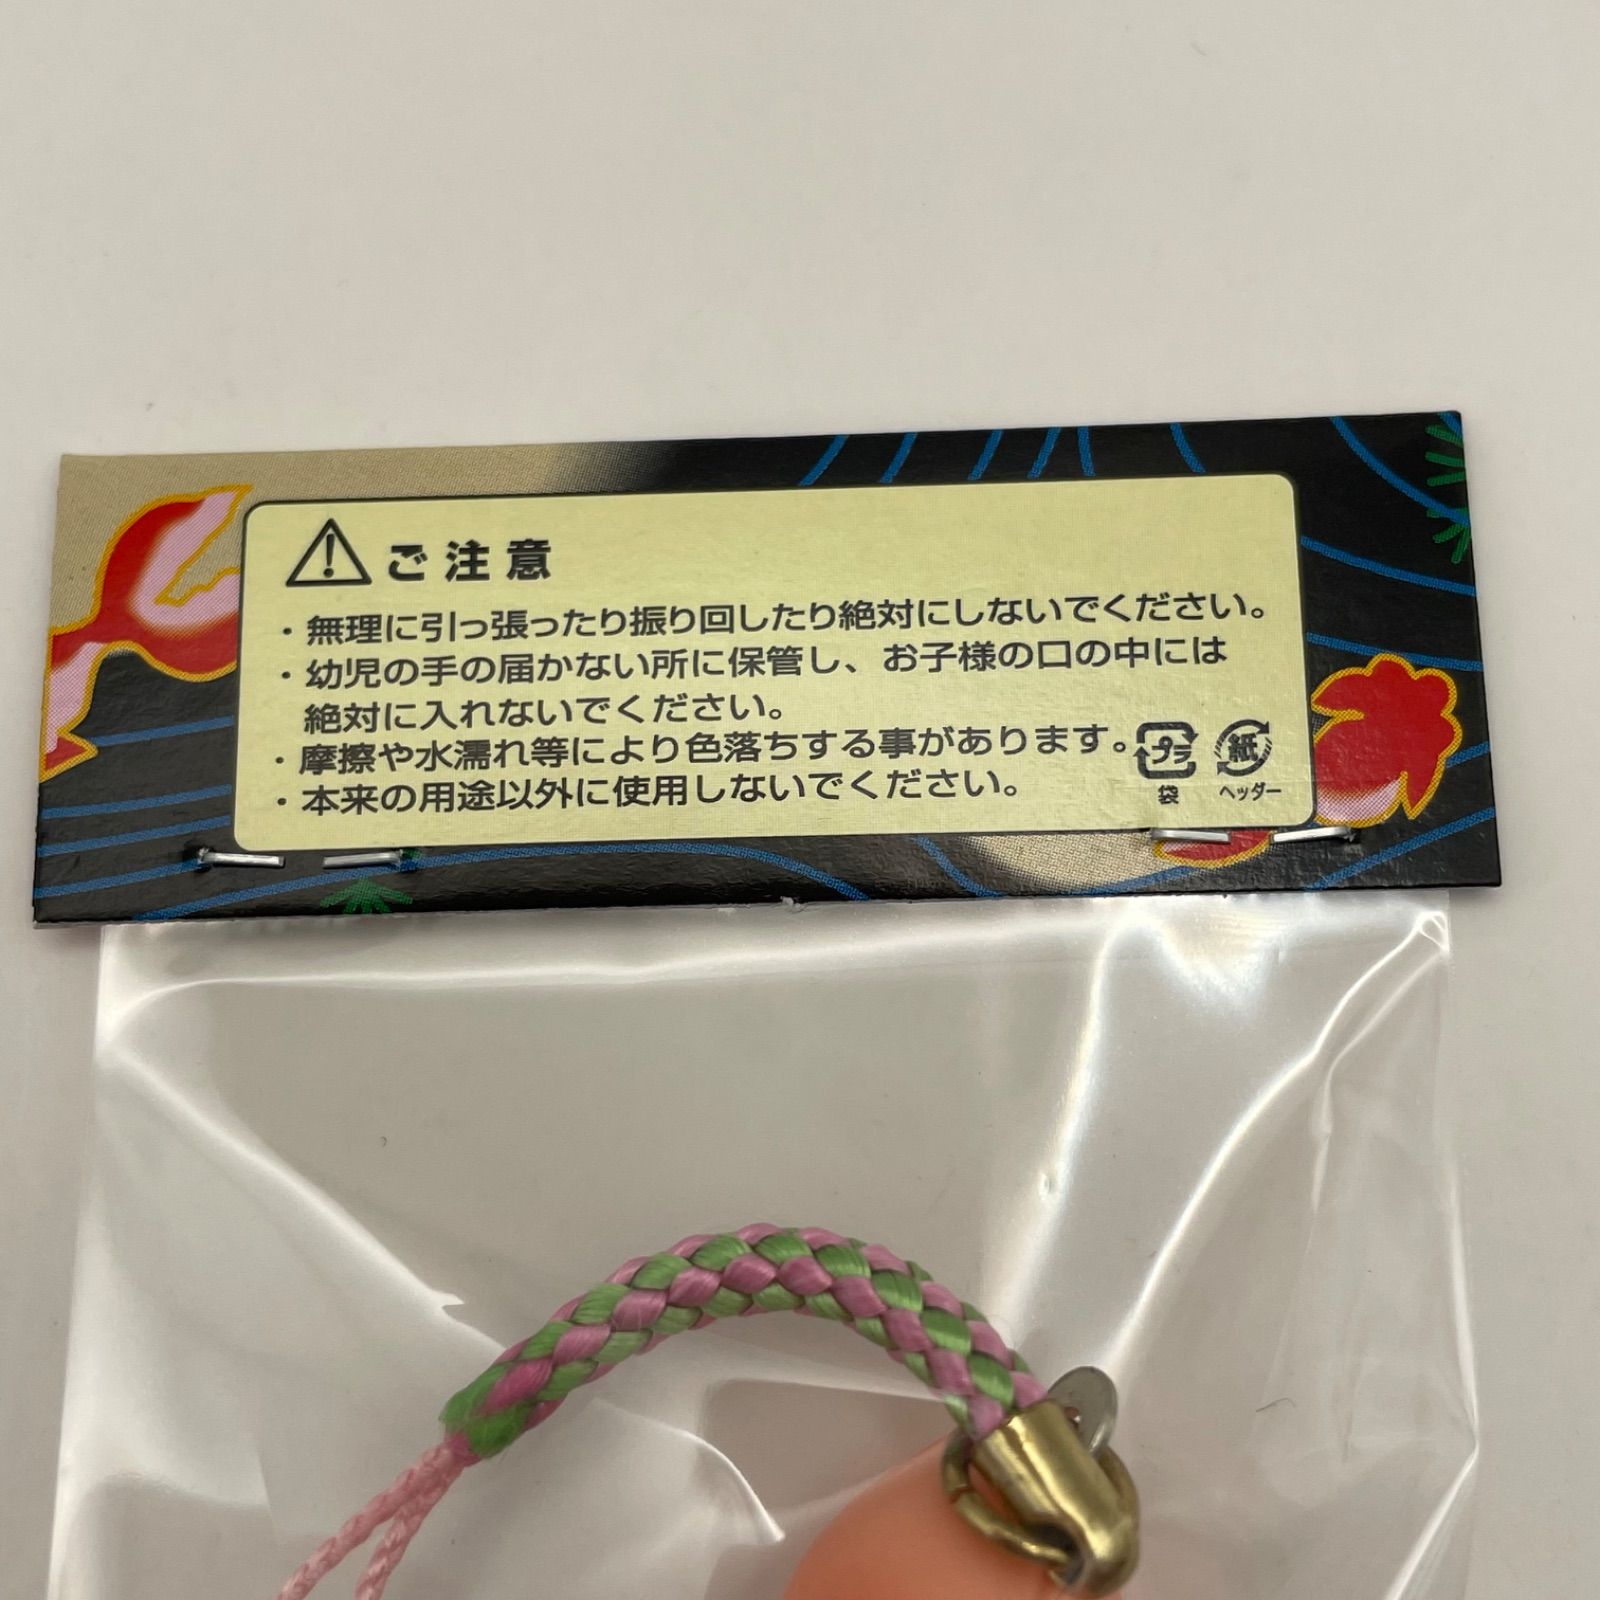 ご注意
・無理に引っ張ったり振り回したり絶対にしないでください。
・幼児の手の届かない所に保管し、お子様の口の中には
絶対に入れないでください。
・摩擦や水濡れ等により色落ちする事があります。
・本来の用途以外に使用しないでください。
プラ 紙
袋 ヘッダー